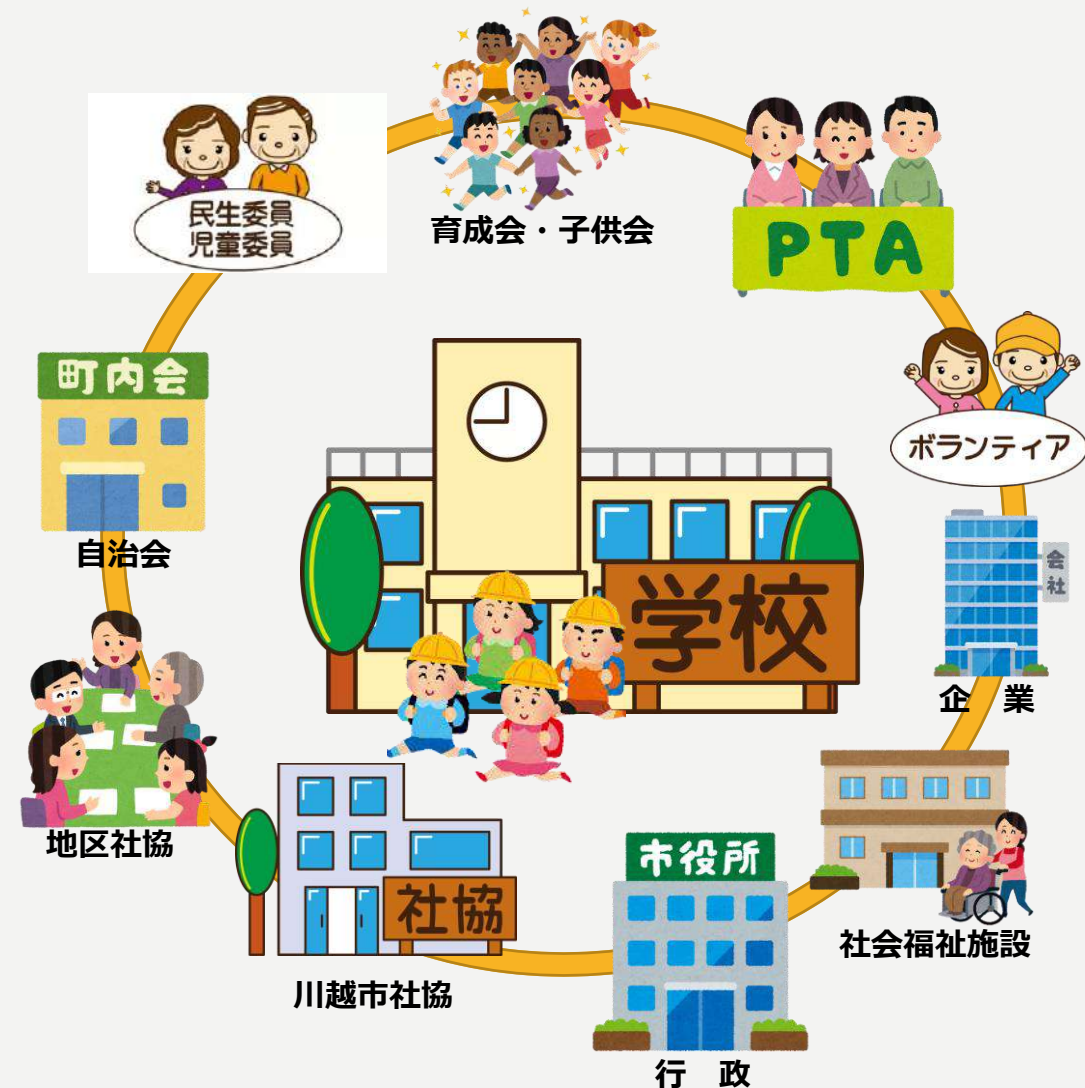 育成会・子供会
民生委員
児童委員
PTA
町内会
自治会
ボランティア
学校
会社
企　業
地区社協
社協
川越市社協
市役所
行　政
社会福祉施設